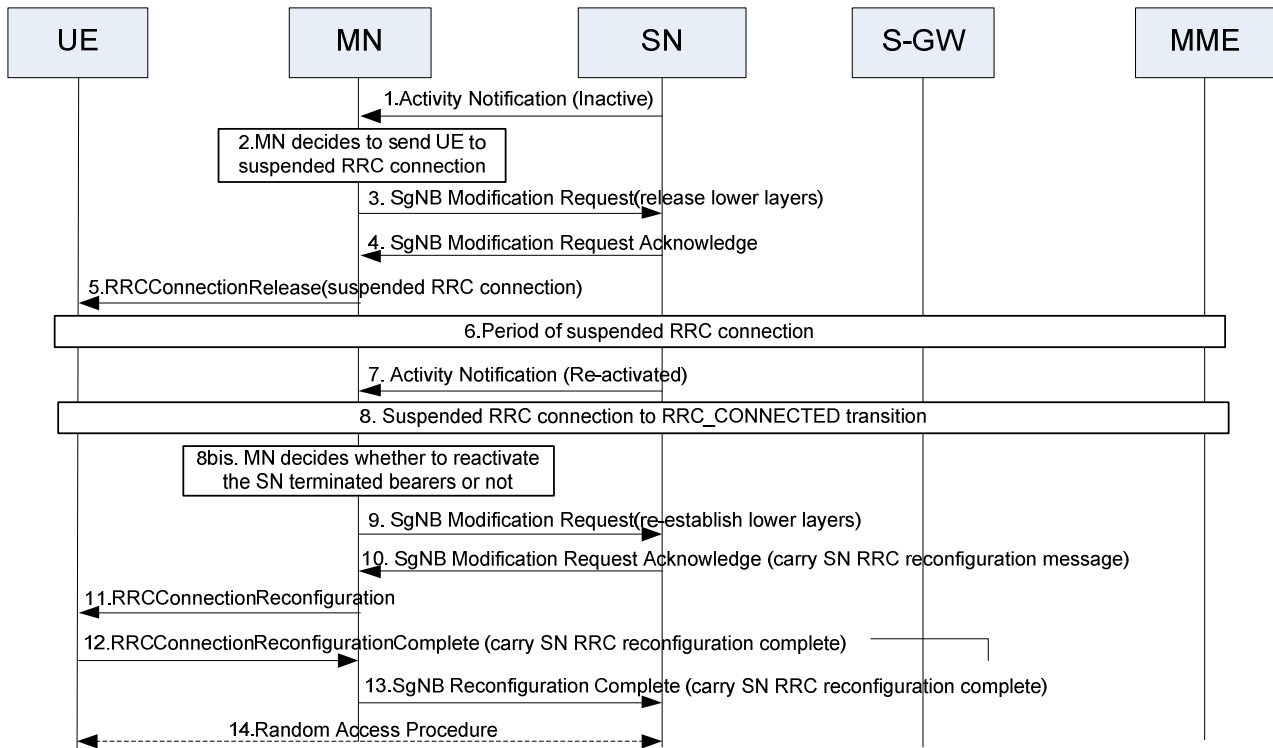 UE
MN
SN
S-GW
MME
1.Activity Notification (Inactive)
2.MN decides to send UE to
suspended RRC connection
3. SgNB Modification Request(release lower layers)
4. SgNB Modification Request Acknowledge
5.RRCConnectionRelease(suspended RRC connection)
6.Period of suspended RRC connection
7. Activity Notification (Re-activated)
8. Suspended RRC connection to RRC_CONNECTED transition
8bis. MN decides whether to reactivate
the SN terminated bearers or not
9. SgNB Modification Request(re-establish lower layers)
10. SgNB Modification Request Acknowledge (carry SN RRC reconfiguration message)
11.RRCConnectionReconfiguration
12.RRCConnectionReconfigurationComplete (carry SN RRC reconfiguration complete)
13.SgNB Reconfiguration Complete (carry SN RRC reconfiguration complete)
14.Random Access Procedure